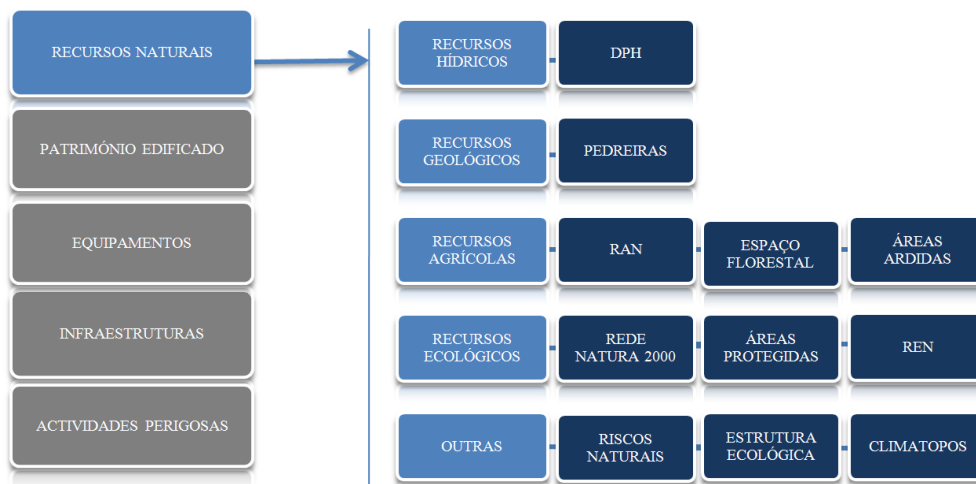 RECURSOS NATURAIS
PATRIMÓNIO EDIFICADO
EQUIPAMENTOS
INFRAESTRUTURAS
ACTIVIDADES PERIGOSAS
RECURSOS
HÍDRICOS
DPH
RECURSOS
GEOLÓGICOS
PEDREIRAS
RECURSOS
AGRÍCOLAS
RAN
ESPAÇO
FLORESTAL
ÁREAS
ARDIDAS
RECURSOS
ECOLÓGICOS
REDE
NATURA 2000
ÁREAS
PROTEGIDAS
REN
OUTRAS
RISCOS
NATURAIS
ESTRUTURA
ECOLÓGICA
CLIMATOPOS